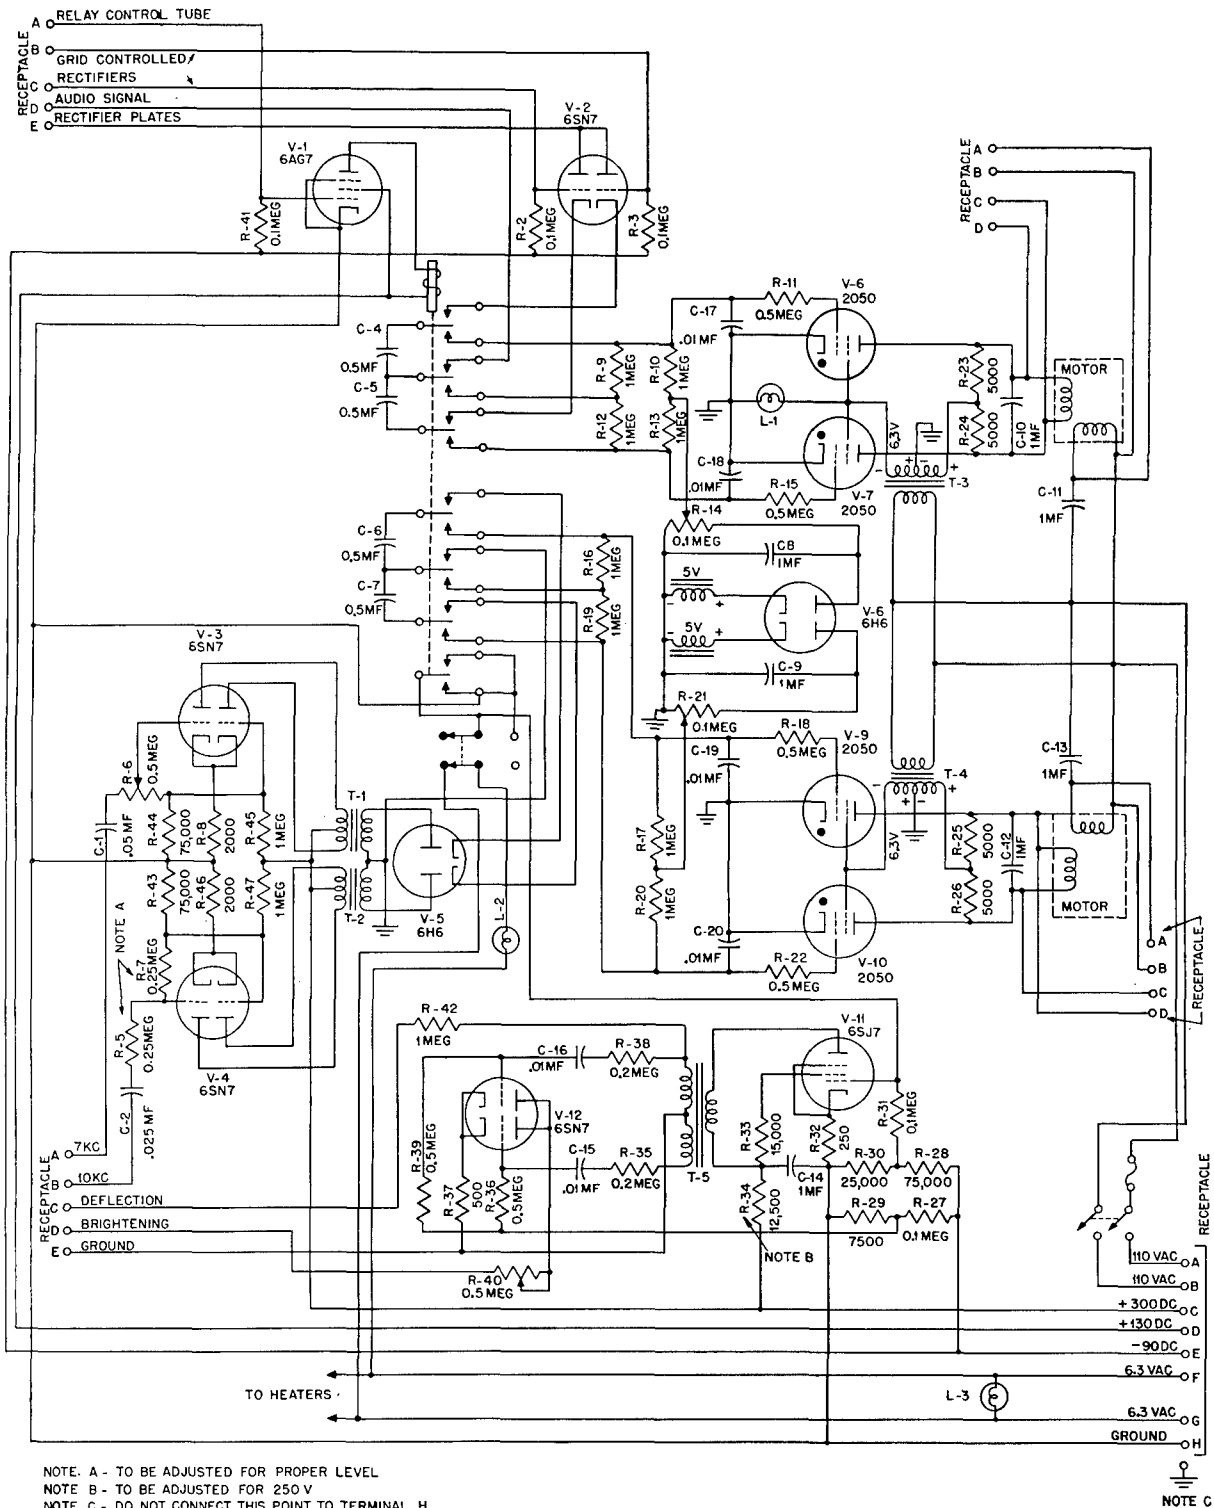 RECEPTACLE
A RELAY CONTROL TUBE
B GRID CONTROLLED
C RECTIFIERS
D AUDIO SIGNAL
E RECTIFIER PLATES
V-1
6AG7
V-2
6SN7
R-41
0.1MEG
R-2
0.1MEG
R-3
0.1MEG
RECEPTACLE
A
B
C
D
C-4
0.5MF
C-5
0.5MF
R-9
1MEG
R-10
1MEG
R-12
1MEG
R-13
1MEG
C-17
.01MF
R-11
0.5MEG
V-6
2050
L-1
C-18
.01MF
R-15
0.5MEG
V-7
2050
6.3V
- + - +
T-3
R-23
5000
R-24
5000
C-10
1MF
MOTOR
C-11
1MF
C-6
0.5MF
C-7
0.5MF
R-16
1MEG
R-19
1MEG
R-14
0.1MEG
C8
1MF
5V
- +
5V
- +
V-6
6H6
C-9
1MF
R-21
0.1MEG
V-3
6SN7
R-6
0.5MEG
C-1
.05MF
R-44
75,000
R-8
2000
R-45
1MEG
R-43
75,000
R-46
2000
R-47
1MEG
T-1
T-2
V-5
6H6
L-2
NOTE A
R-7
0.25MEG
R-5
0.25MEG
C-2
.025 MF
V-4
6SN7
C-19
.01MF
R-18
0.5MEG
V-9
2050
R-17
1MEG
R-20
1MEG
C-20
.01MF
R-22
0.5MEG
V-10
2050
T-4
- + - +
6.3V
R-25
5000
R-26
5000
C-12
1MF
C-13
1MF
MOTOR
A
B
C
D
RECEPTACLE
R-42
1MEG
C-16
.01MF
R-38
0.2MEG
V-12
6SN7
R-39
0.5MEG
R-37
500
R-36
0.5MEG
C-15
.01MF
R-35
0.2MEG
T-5
V-11
6SJ7
R-33
15,000
R-32
250
R-31
0.1MEG
R-34
12,500
C-14
1MF
R-30
25,000
R-28
75,000
R-29
7500
R-27
0.1MEG
NOTE B
R-40
0.5MEG
RECEPTACLE
A 7KC
B 10KC
C DEFLECTION
D BRIGHTENING
E GROUND
RECEPTACLE
110 VAC A
110 VAC B
+300DC C
+130DC D
-90DC E
6.3 VAC F
6.3 VAC G
GROUND H
TO HEATERS
L-3
NOTE C
NOTE. A - TO BE ADJUSTED FOR PROPER LEVEL
NOTE B - TO BE ADJUSTED FOR 250 V
NOTE C - DO NOT CONNECT THIS POINT TO TERMINAL H